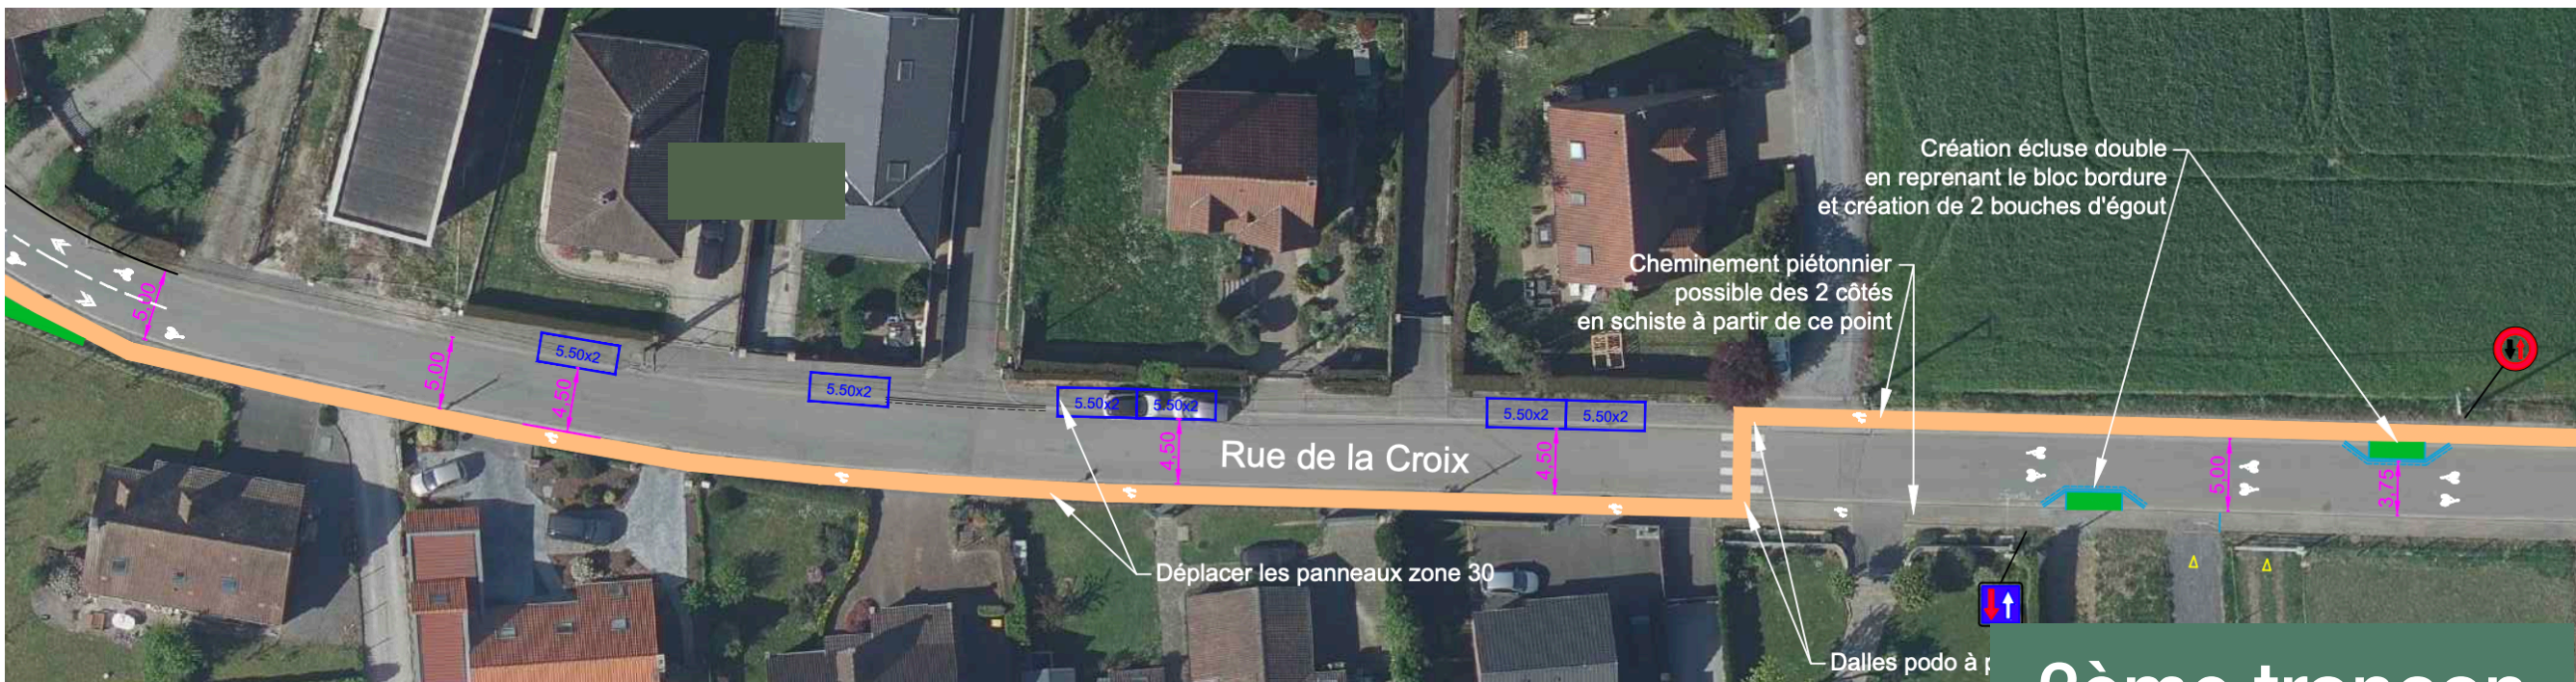 Création écluse double
en reprenant le bloc bordure
et création de 2 bouches d'égout
Cheminement piétonnier
possible des 2 côtés
en schiste à partir de ce point
5,00
5,00
5.50x2
4,50
5.50x2
5.50x2
5.50x2
4,50
Rue de la Croix
5.50x2
5.50x2
4,50
5,00
3,75
Déplacer les panneaux zone 30
Dalles podo à
2ème tronçon